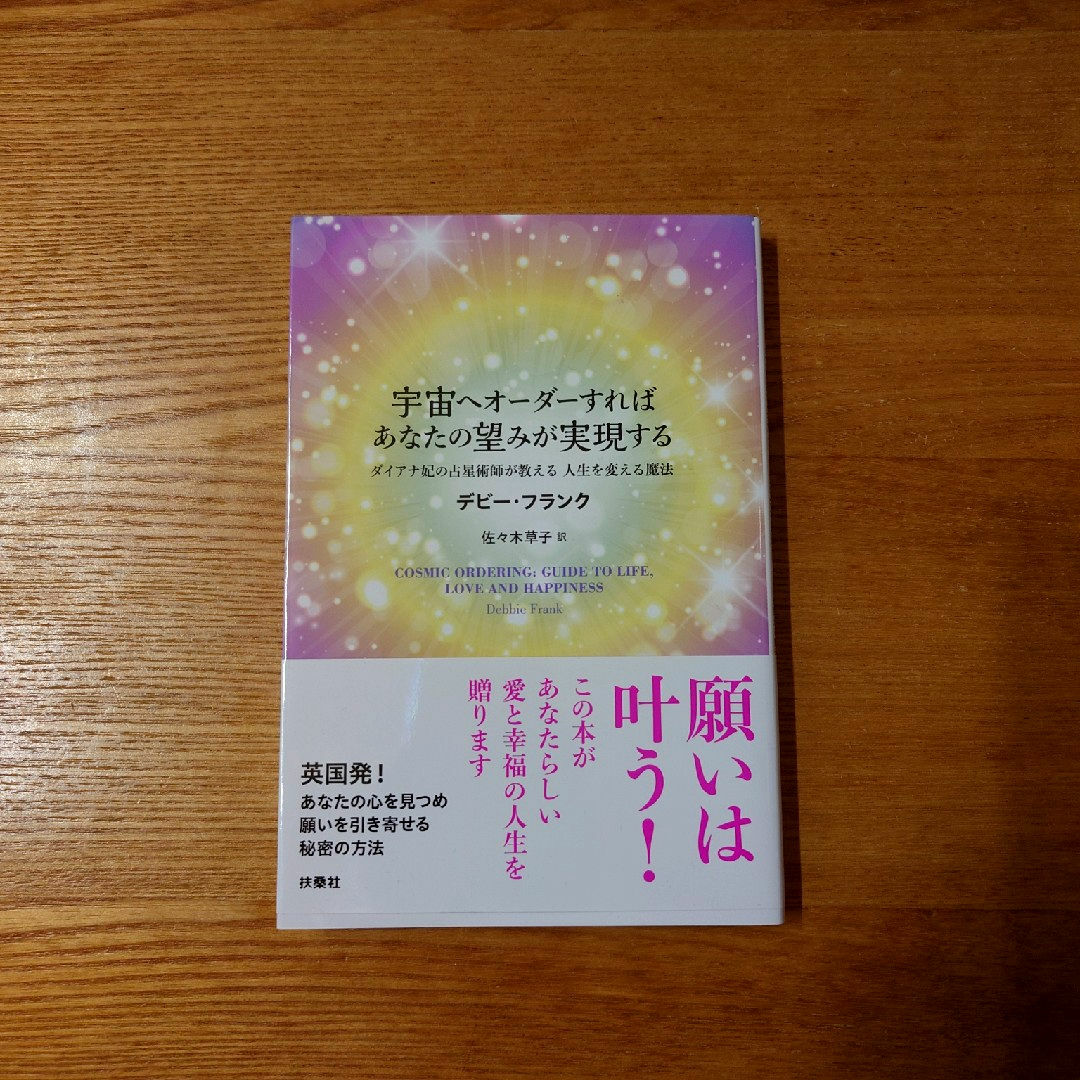 宇宙へオーダーすれば
あなたの望みが実現する
ダイアナ妃の占星術師が教える 人生を変える魔法
デビー・フランク
佐々木草子 訳
COSMIC ORDERING: GUIDE TO LIFE,
LOVE AND HAPPINESS
Debbie Frank
願いは
叶う！
この本が
あなたらしい
愛と幸福の人生を
贈ります
英国発！
あなたの心を見つめ
願いを引き寄せる
秘密の方法
扶桑社